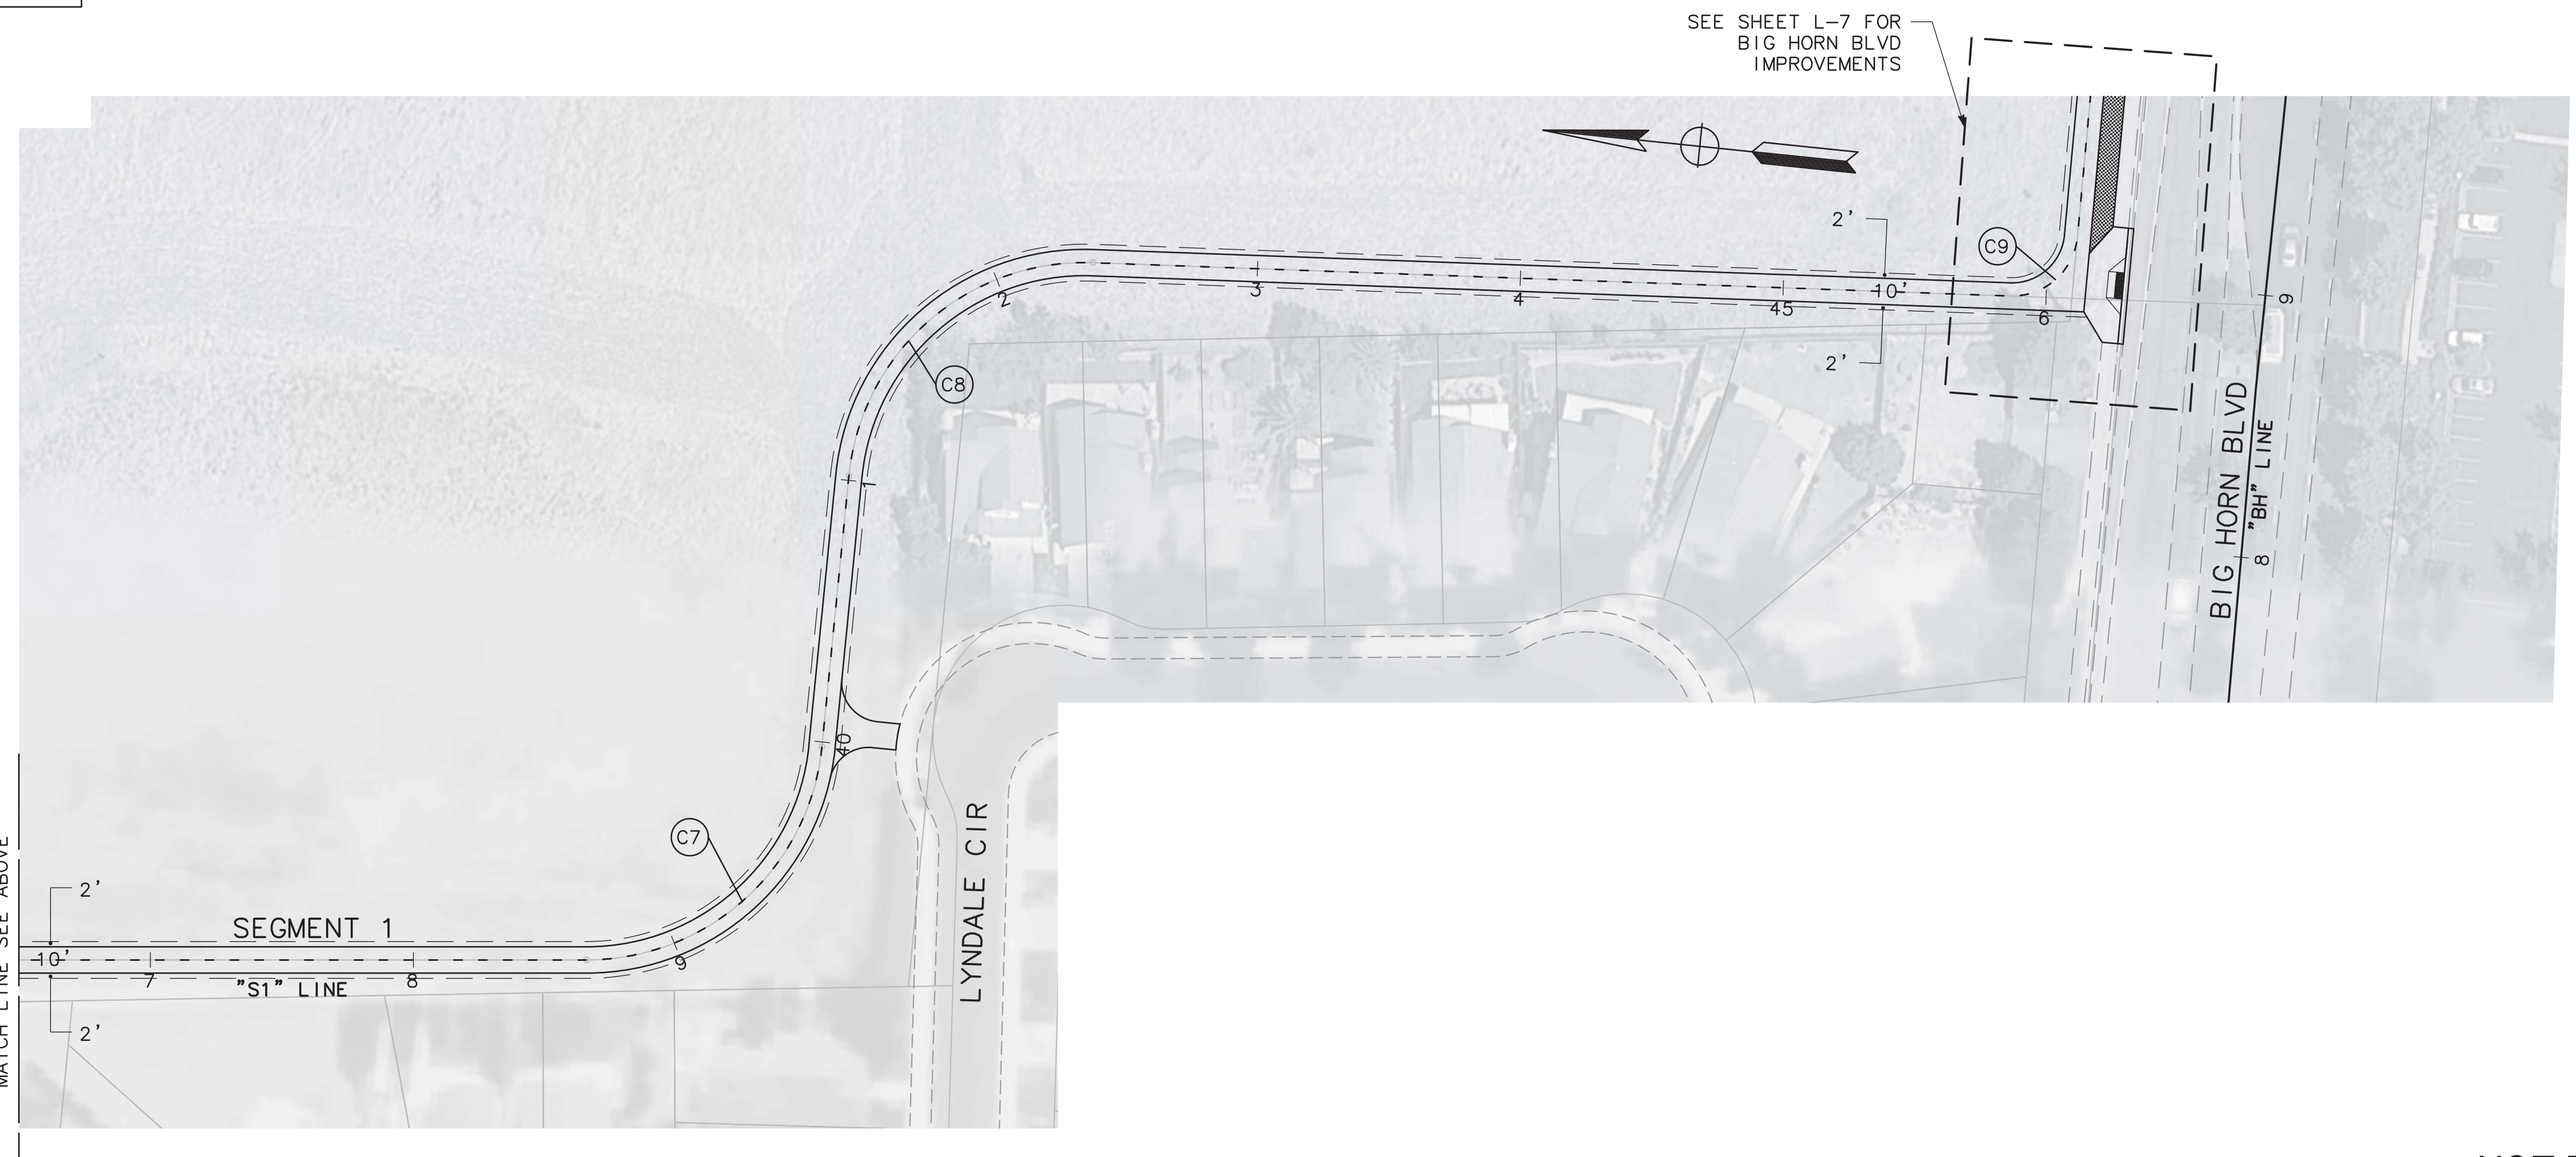 SEE SHEET L-7 FOR
BIG HORN BLVD
IMPROVEMENTS
2'
C9
2
3
4
45
10'
6
9
2'
C8
1
BIG HORN BLVD
"BH" LINE
8
40
C7
LYNDALE CIR
MATCH LINE SEE ABOVE
2'
SEGMENT 1
10'
7
8
9
"S1" LINE
2'